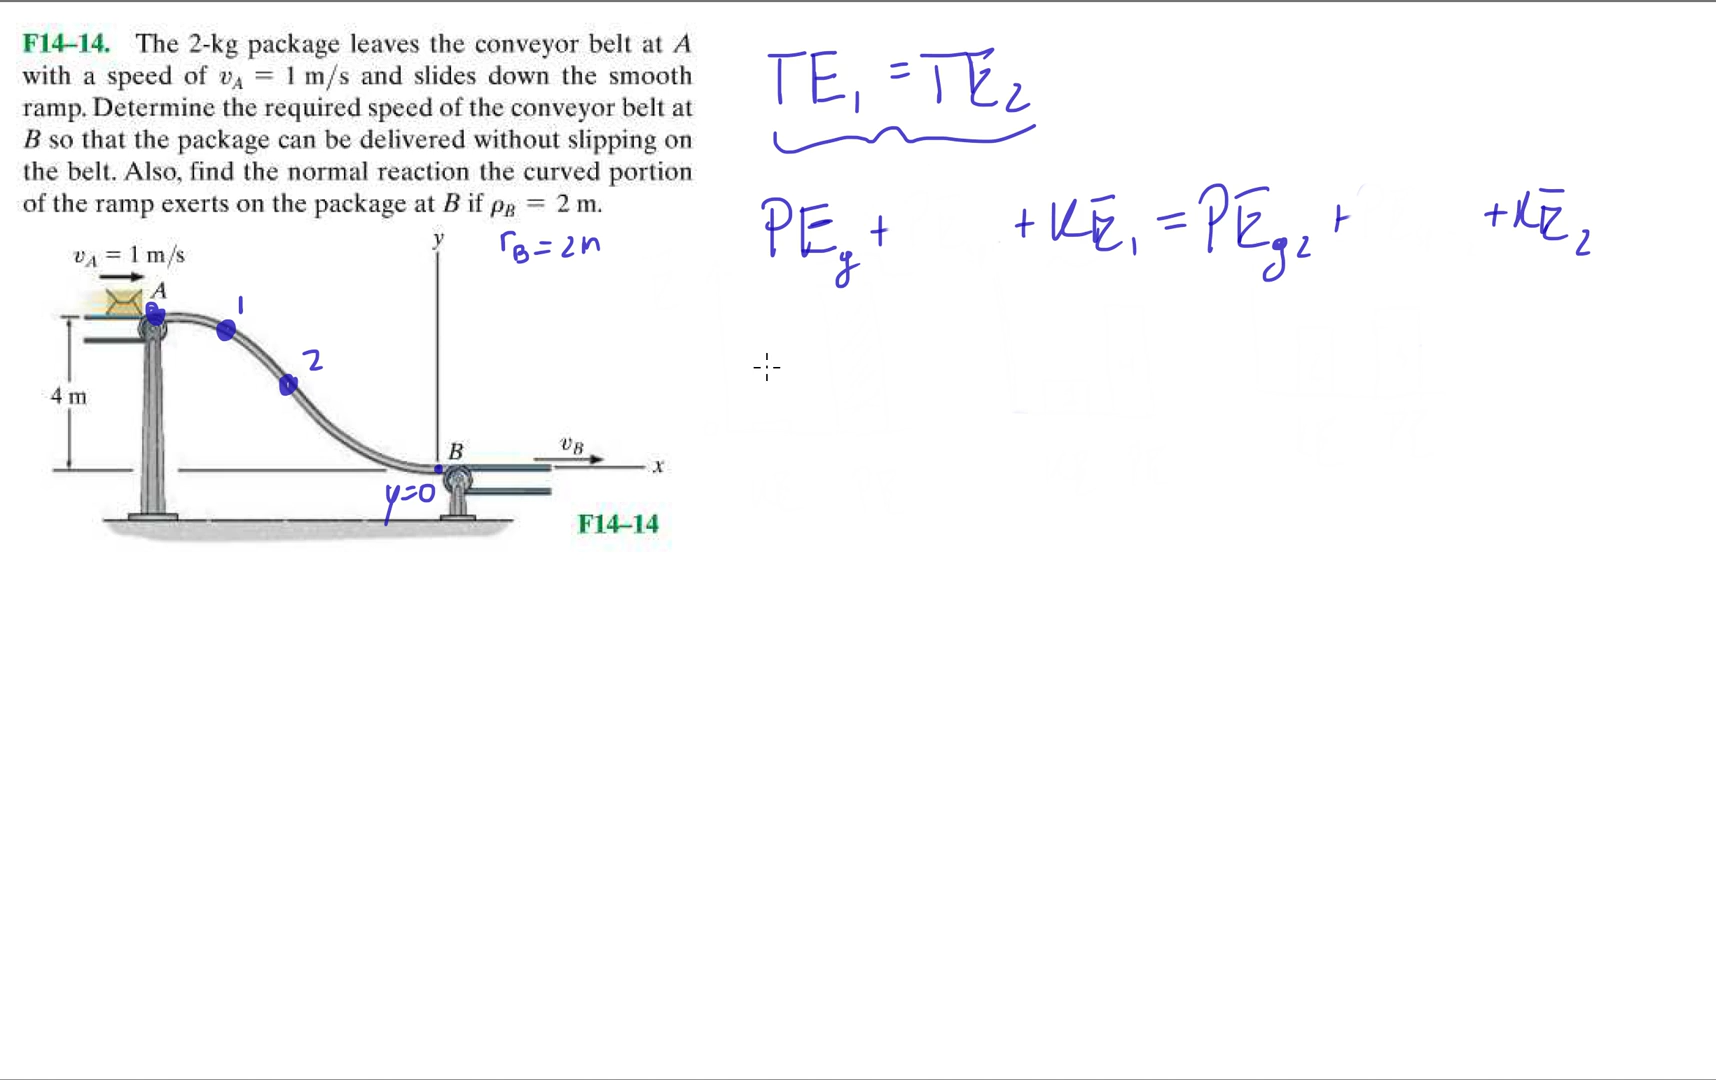 F14–14. The 2-kg package leaves the conveyor belt at A
with a speed of vA = 1 m/s and slides down the smooth
ramp. Determine the required speed of the conveyor belt at
B so that the package can be delivered without slipping on
the belt. Also, find the normal reaction the curved portion
of the ramp exerts on the package at B if ρB = 2 m.
TE1 = TE2
PEg + + KE1 = PEg2 + + KE2
y
rB = 2m
vA = 1 m/s
A
1
2
4 m
B
vB
x
y=0
F14–14